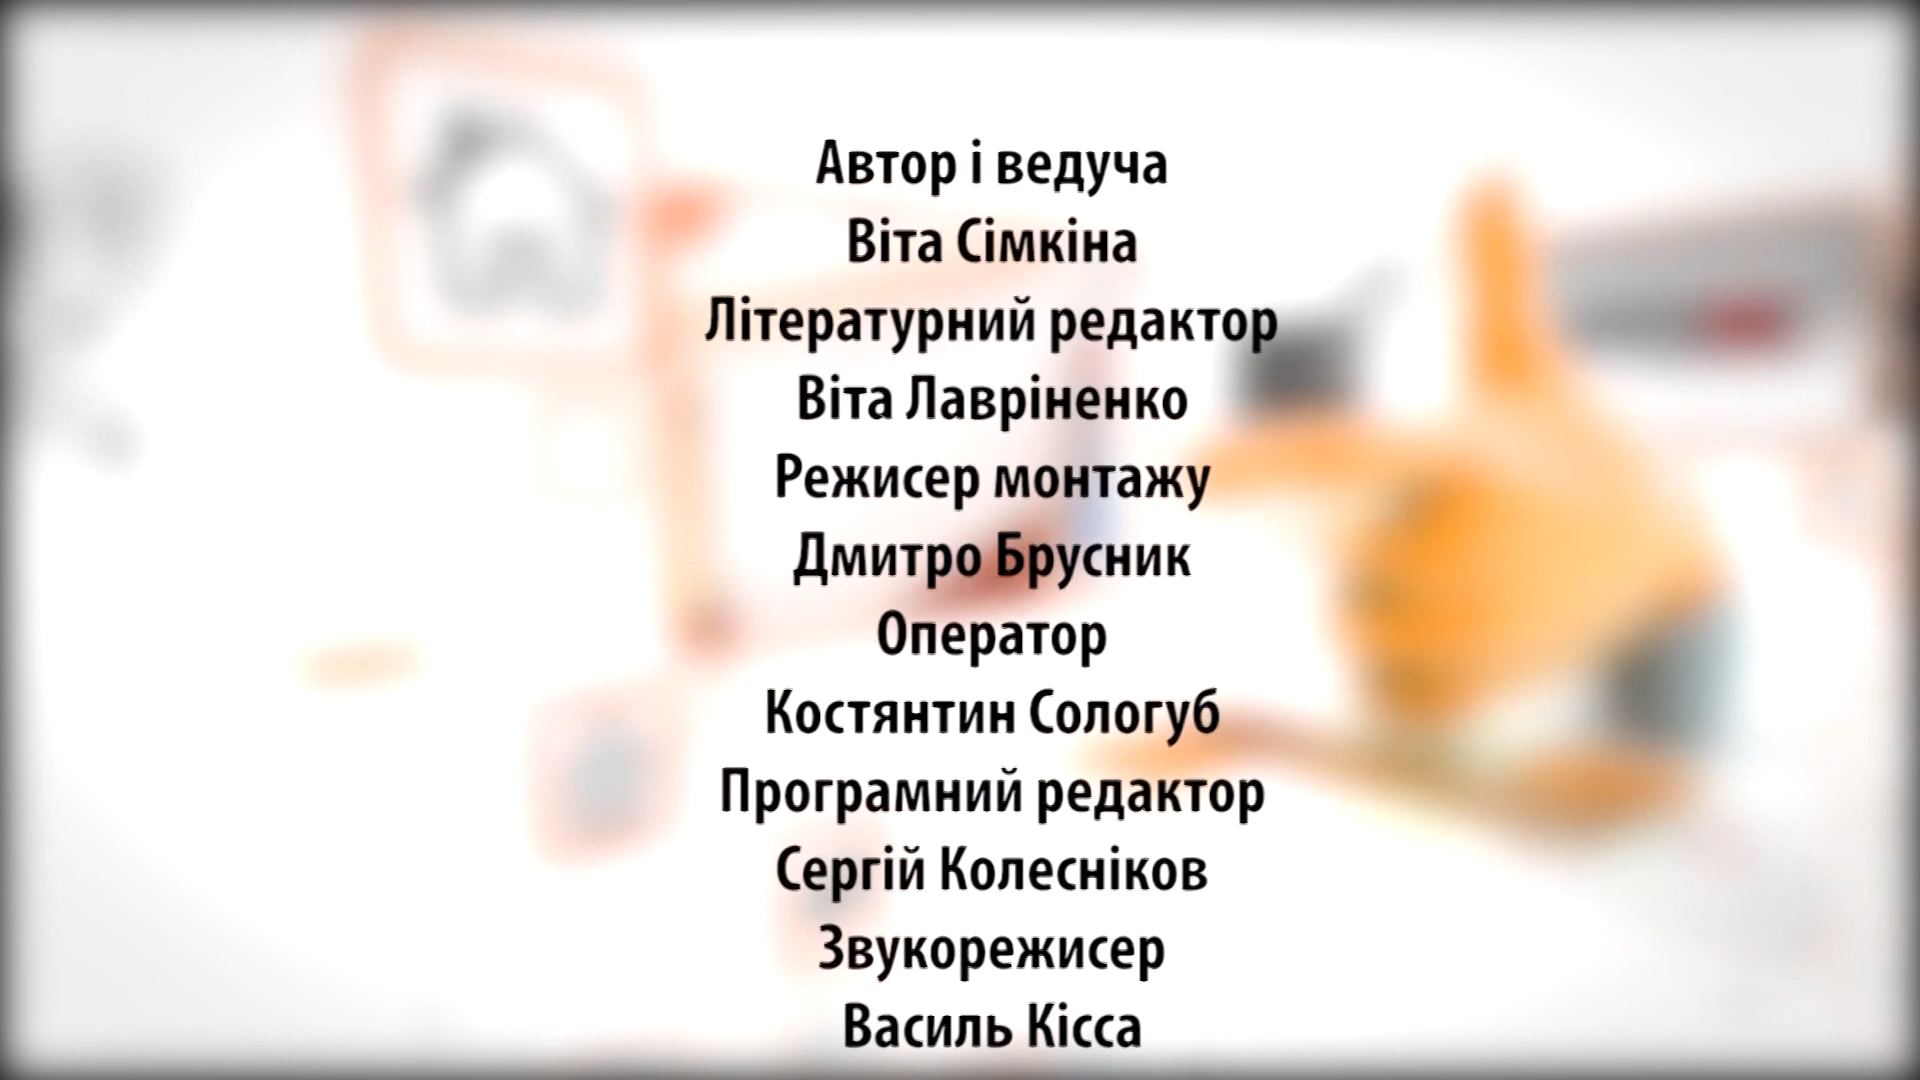 Автор і ведуча
Віта Сімкіна
Літературний редактор
Віта Лавріненко
Режисер монтажу
Дмитро Брусник
Оператор
Костянтин Сологуб
Програмний редактор
Сергій Колесніков
Звукорежисер
Василь Кісса